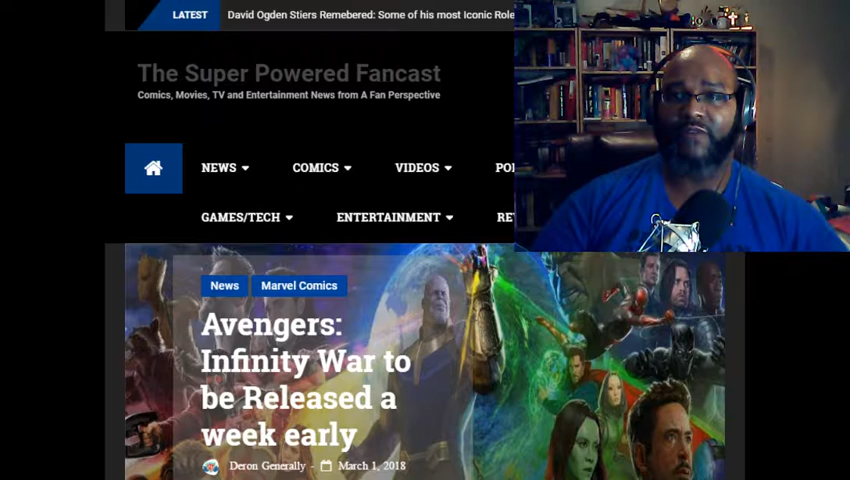 LATEST
David Ogden Stiers Remebered: Some of his most Iconic Role
The Super Powered Fancast
Comics, Movies, TV and Entertainment News from A Fan Perspective
NEWS
COMICS
VIDEOS
PO
GAMES/TECH
ENTERTAINMENT
RE
News
Marvel Comics
Avengers:
Infinity War to
be Released a
week early
Deron Generally - March 1, 2018